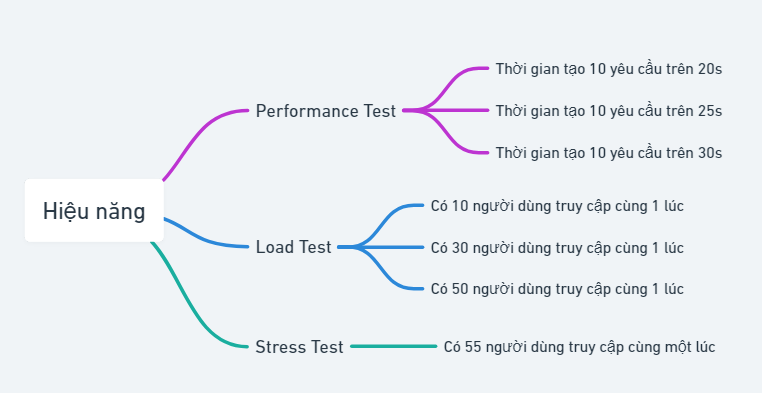 Hiệu năng
Performance Test
Thời gian tạo 10 yêu cầu trên 20s
Thời gian tạo 10 yêu cầu trên 25s
Thời gian tạo 10 yêu cầu trên 30s
Load Test
Có 10 người dùng truy cập cùng 1 lúc
Có 30 người dùng truy cập cùng 1 lúc
Có 50 người dùng truy cập cùng 1 lúc
Stress Test
Có 55 người dùng truy cập cùng một lúc